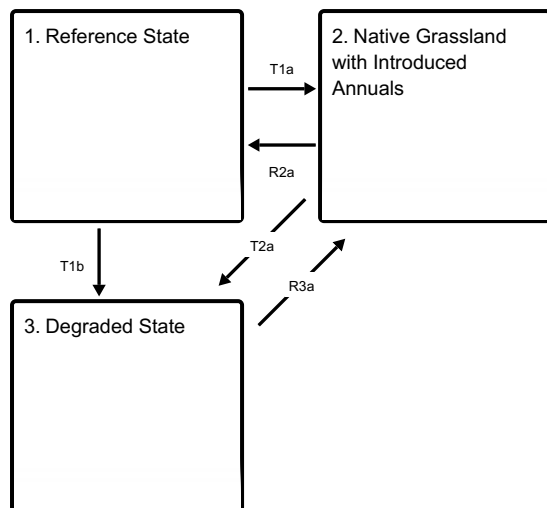 1. Reference State
2. Native Grassland
with Introduced
Annuals
T1a
R2a
T2a
T1b
R3a
3. Degraded State